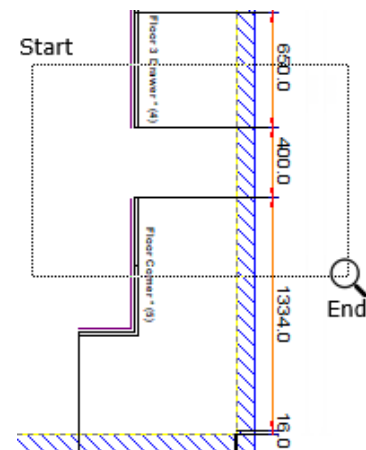 Start
Floor 3 Drawer * (4)
650.0
400.0
Floor Corner * (5)
1334.0
End
16.0